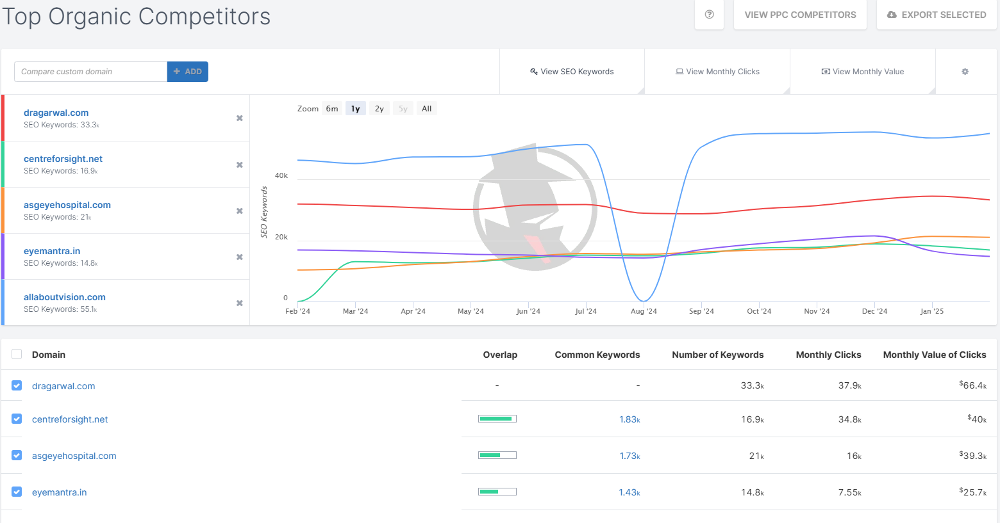 Top Organic Competitors
VIEW PPC COMPETITORS
EXPORT SELECTED
Compare custom domain
+ ADD
View SEO Keywords
View Monthly Clicks
View Monthly Value
dragarwal.com
SEO Keywords: 33.3k
centreforsight.net
SEO Keywords: 16.9k
asgeyehospital.com
SEO Keywords: 21k
eyemantra.in
SEO Keywords: 14.8k
allaboutvision.com
SEO Keywords: 55.1k
Zoom 6m 1y 2y 5y All
SEO Keywords
40k
20k
0
Feb '24 Mar '24 Apr '24 May '24 Jun '24 Jul '24 Aug '24 Sep '24 Oct '24 Nov '24 Dec '24 Jan '25
Domain Overlap Common Keywords Number of Keywords Monthly Clicks Monthly Value of Clicks
dragarwal.com - - 33.3k 37.9k $66.4k
centreforsight.net 1.83k 16.9k 34.8k $40k
asgeyehospital.com 1.73k 21k 16k $39.3k
eyemantra.in 1.43k 14.8k 7.55k $25.7k